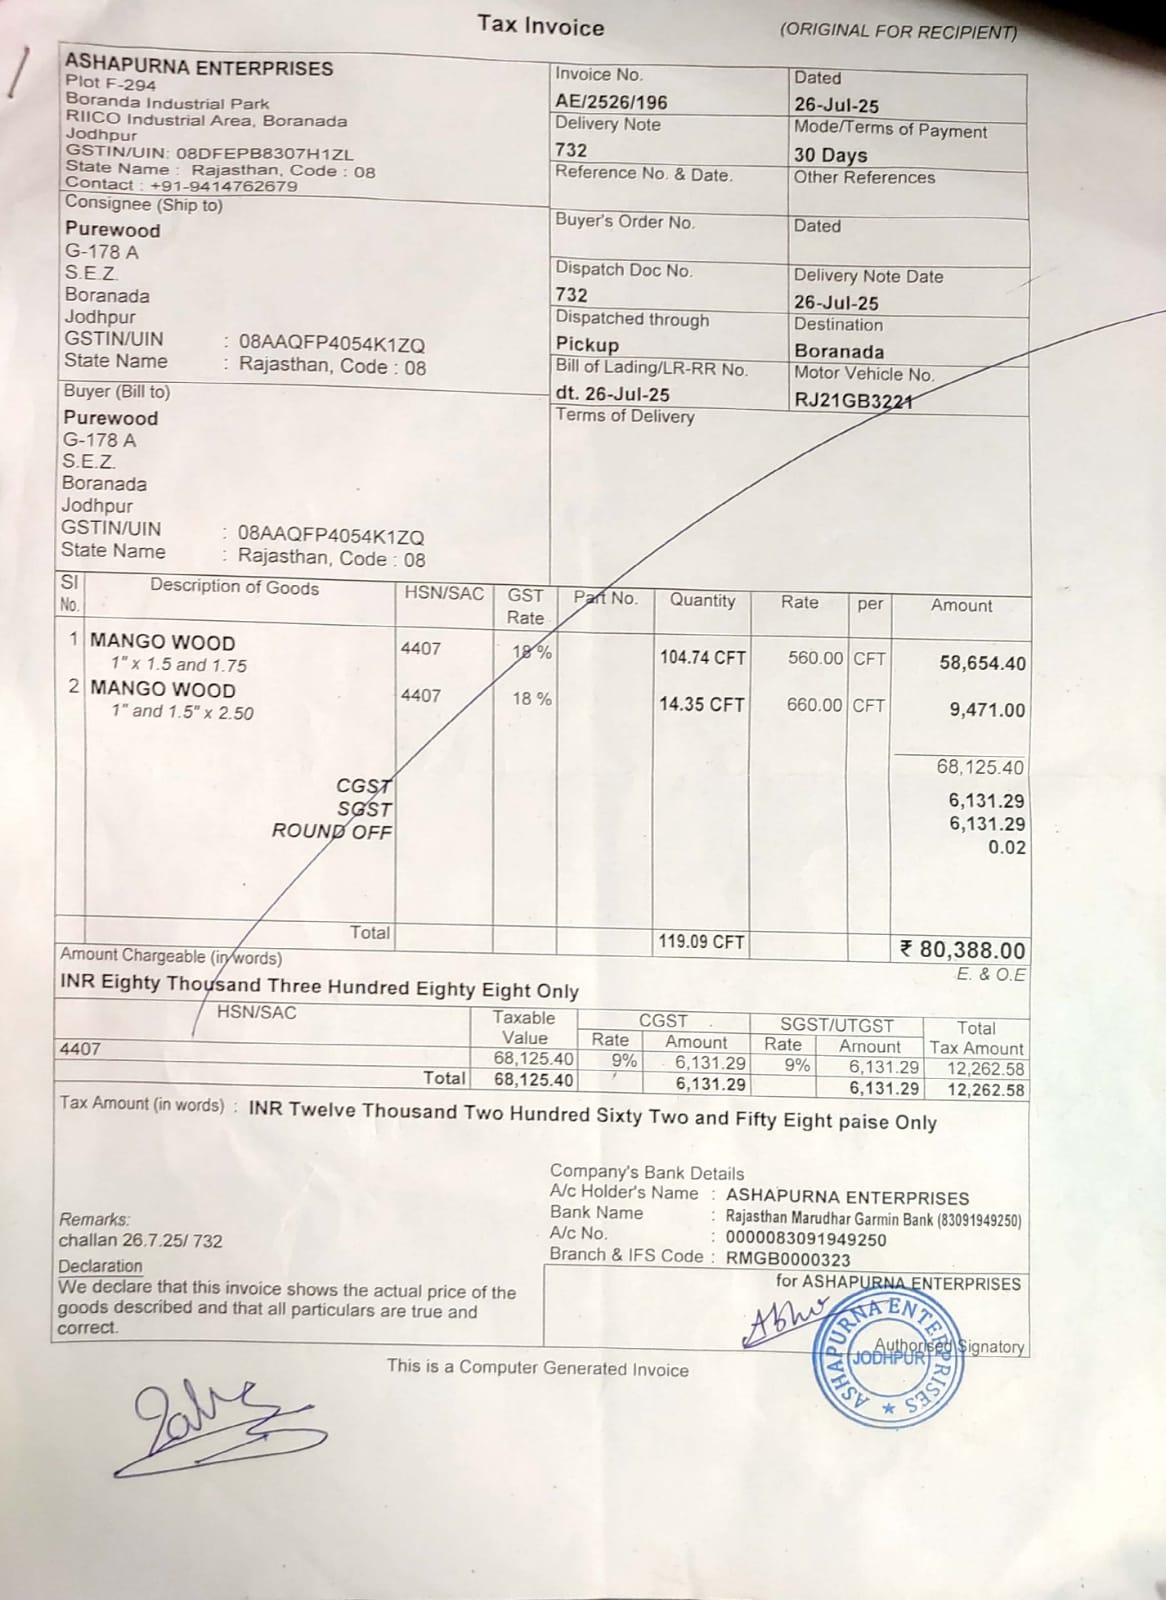 Tax Invoice
(ORIGINAL FOR RECIPIENT)
ASHAPURNA ENTERPRISES
Plot F-294
Boranda Industrial Park
RIICO Industrial Area, Boranada
Jodhpur
GSTIN/UIN: 08DFEPB8307H1ZL
State Name : Rajasthan, Code : 08
Contact : +91-9414762679
Invoice No.
AE/2526/196
Dated
26-Jul-25
Delivery Note
732
Mode/Terms of Payment
30 Days
Reference No. & Date.
Other References
Buyer's Order No.
Dated
Dispatch Doc No.
732
Delivery Note Date
26-Jul-25
Dispatched through
Pickup
Destination
Boranada
Bill of Lading/LR-RR No.
dt. 26-Jul-25
Motor Vehicle No.
RJ21GB3221
Terms of Delivery
Consignee (Ship to)
Purewood
G-178 A
S.E.Z.
Boranada
Jodhpur
GSTIN/UIN : 08AAQFP4054K1ZQ
State Name : Rajasthan, Code : 08
Buyer (Bill to)
Purewood
G-178 A
S.E.Z.
Boranada
Jodhpur
GSTIN/UIN : 08AAQFP4054K1ZQ
State Name : Rajasthan, Code : 08
Sl No. Description of Goods HSN/SAC GST Rate Part No. Quantity Rate per Amount
1 MANGO WOOD 4407 18 % 104.74 CFT 560.00 CFT 58,654.40
1" x 1.5 and 1.75
2 MANGO WOOD 4407 18 % 14.35 CFT 660.00 CFT 9,471.00
1" and 1.5" x 2.50
68,125.40
CGST 6,131.29
SGST 6,131.29
ROUND OFF 0.02
Total 119.09 CFT ₹ 80,388.00
Amount Chargeable (in words) E. & O.E
INR Eighty Thousand Three Hundred Eighty Eight Only
HSN/SAC Taxable Value CGST SGST/UTGST Total Tax Amount
Rate Amount Rate Amount
4407 68,125.40 9% 6,131.29 9% 6,131.29 12,262.58
Total 68,125.40 6,131.29 6,131.29 12,262.58
Tax Amount (in words) : INR Twelve Thousand Two Hundred Sixty Two and Fifty Eight paise Only
Company's Bank Details
A/c Holder's Name : ASHAPURNA ENTERPRISES
Bank Name : Rajasthan Marudhar Garmin Bank (83091949250)
A/c No. : 0000083091949250
Branch & IFS Code : RMGB0000323
Remarks:
challan 26.7.25/ 732
Declaration
We declare that this invoice shows the actual price of the
goods described and that all particulars are true and
correct.
for ASHAPURNA ENTERPRISES
Authorised Signatory
ASHAPURNA ENTERPRISES
JODHPUR
This is a Computer Generated Invoice